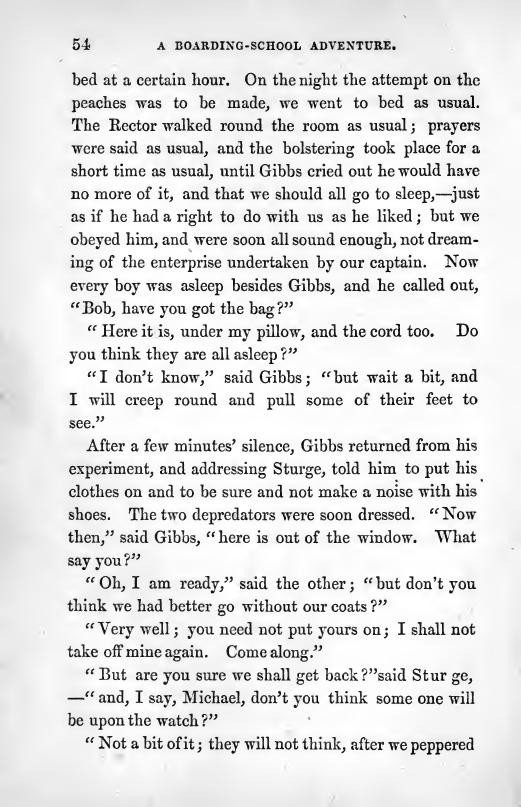 54 A BOARDING-SCHOOL ADVENTURE.
bed at a certain hour. On the night the attempt on the
peaches was to be made, we went to bed as usual.
The Rector walked round the room as usual; prayers
were said as usual, and the bolstering took place for a
short time as usual, until Gibbs cried out he would have
no more of it, and that we should all go to sleep,—just
as if he had a right to do with us as he liked; but we
obeyed him, and were soon all sound enough, not dream-
ing of the enterprise undertaken by our captain. Now
every boy was asleep besides Gibbs, and he called out,
"Bob, have you got the bag?"
"Here it is, under my pillow, and the cord too. Do
you think they are all asleep?"
"I don't know," said Gibbs; "but wait a bit, and
I will creep round and pull some of their feet to
see."
After a few minutes' silence, Gibbs returned from his
experiment, and addressing Sturge, told him to put his
clothes on and to be sure and not make a noise with his
shoes. The two depredators were soon dressed. "Now
then," said Gibbs, "here is out of the window. What
say you?"
"Oh, I am ready," said the other; "but don't you
think we had better go without our coats?"
"Very well; you need not put yours on; I shall not
take off mine again. Come along."
"But are you sure we shall get back?"said Stur ge,
—"and, I say, Michael, don't you think some one will
be upon the watch?"
"Not a bit of it; they will not think, after we peppered